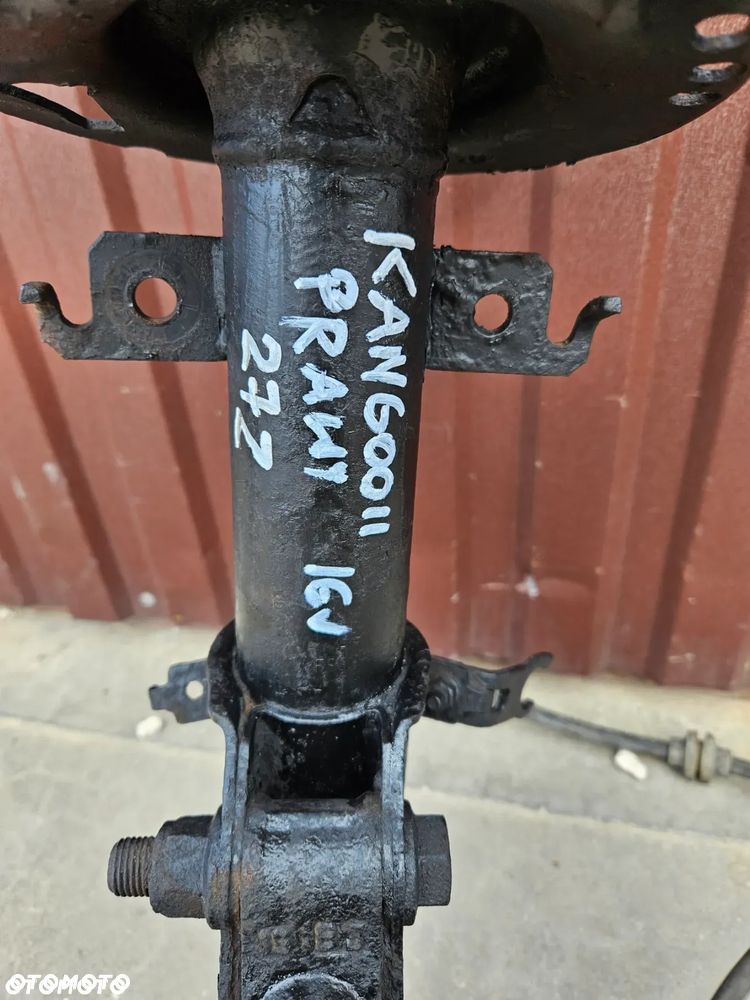 KANGOO II
PRAWY 16V
272
OTOMOTO